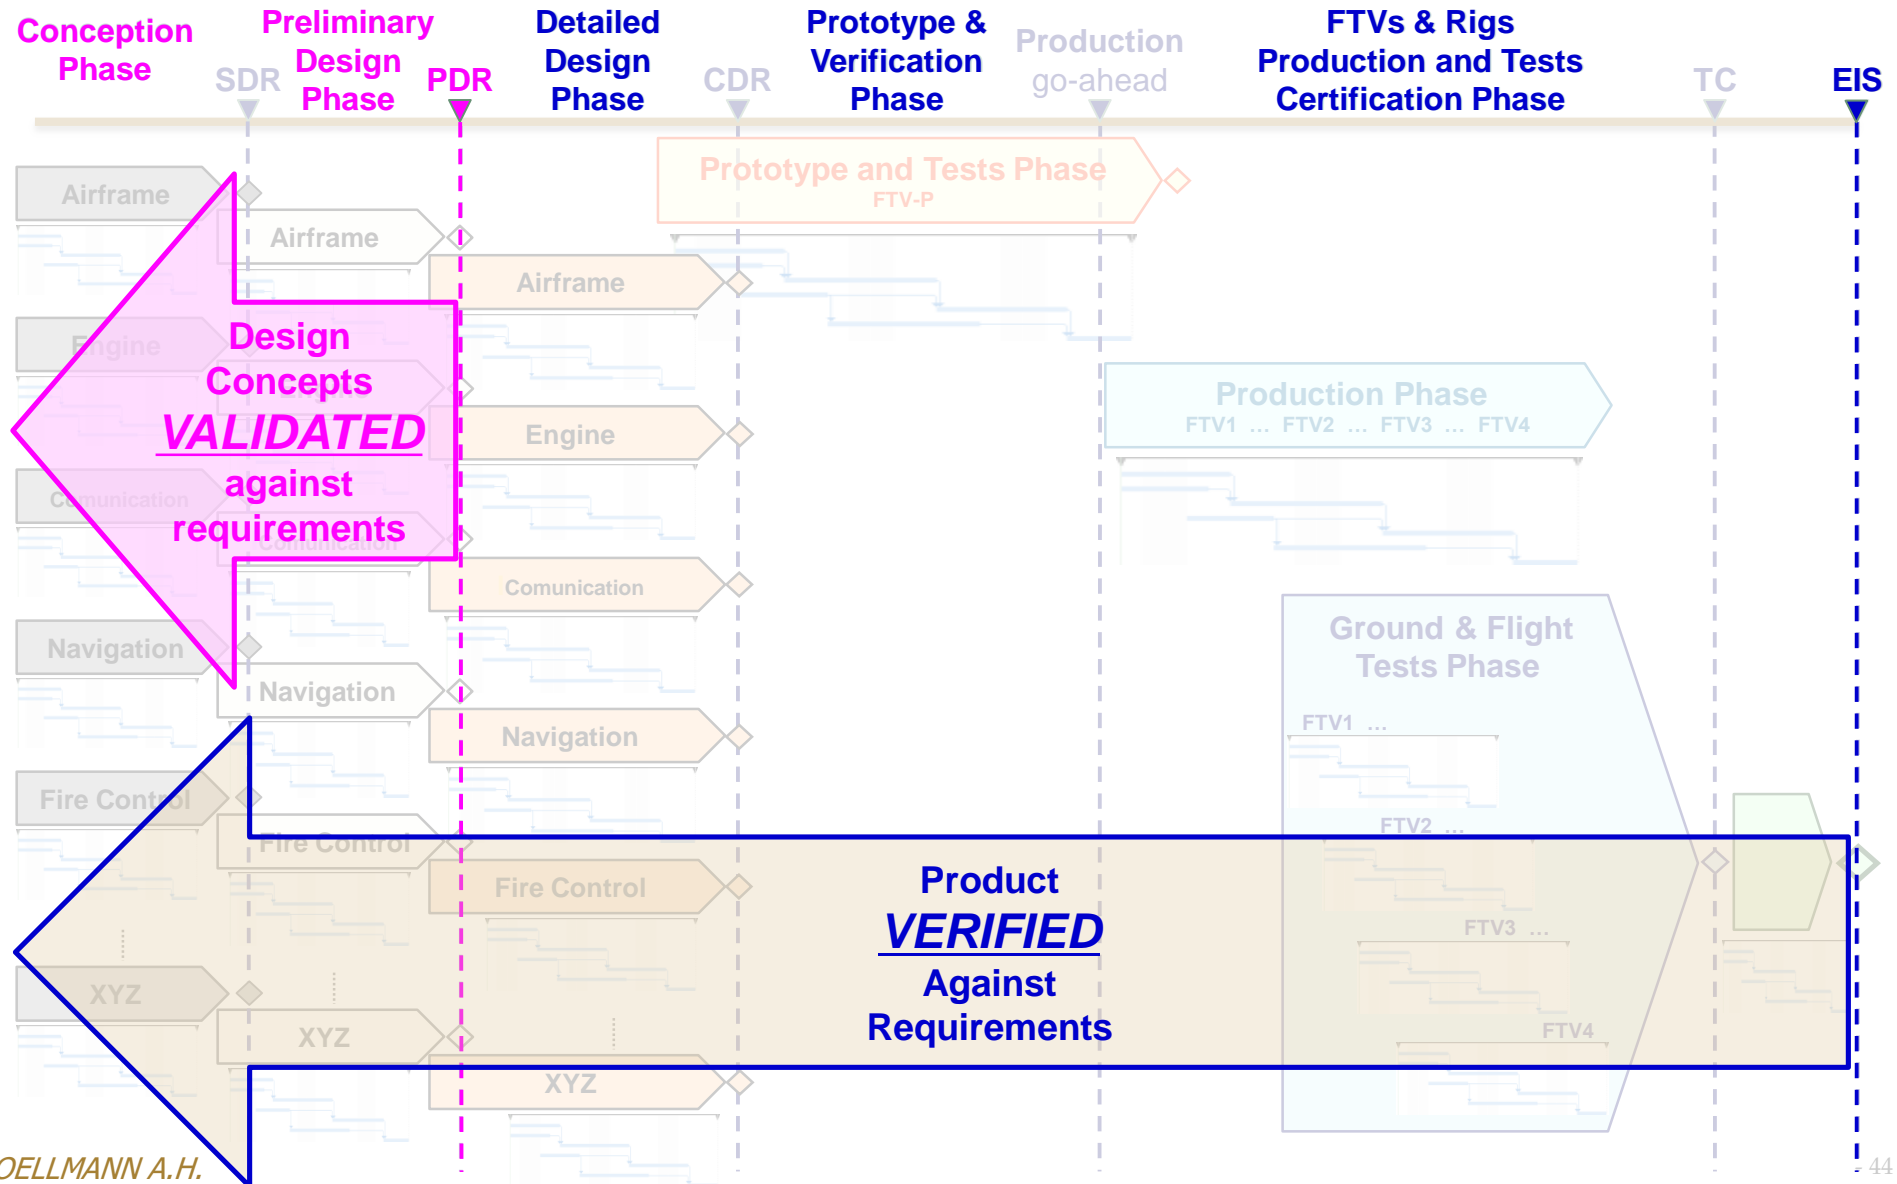 Conception
Phase
SDR
Preliminary
Design
Phase
PDR
Detailed
Design
Phase
CDR
Prototype &
Verification
Phase
Production
go-ahead
FTVs & Rigs
Production and Tests
Certification Phase
TC
EIS
Prototype and Tests Phase
FTV-P
Airframe
Airframe
Airframe
Engine
Engine
Design
Concepts
VALIDATED
against
requirements
Production Phase
FTV1 ... FTV2 ... FTV3 ... FTV4
Comunication
Comunication
Comunication
Navigation
Navigation
Navigation
Ground & Flight
Tests Phase
FTV1 ...
FTV2 ...
FTV3 ...
FTV4
Fire Control
Fire Control
Fire Control
Product
VERIFIED
Against
Requirements
XYZ
XYZ
XYZ
OELLMANN A.H.
- 44